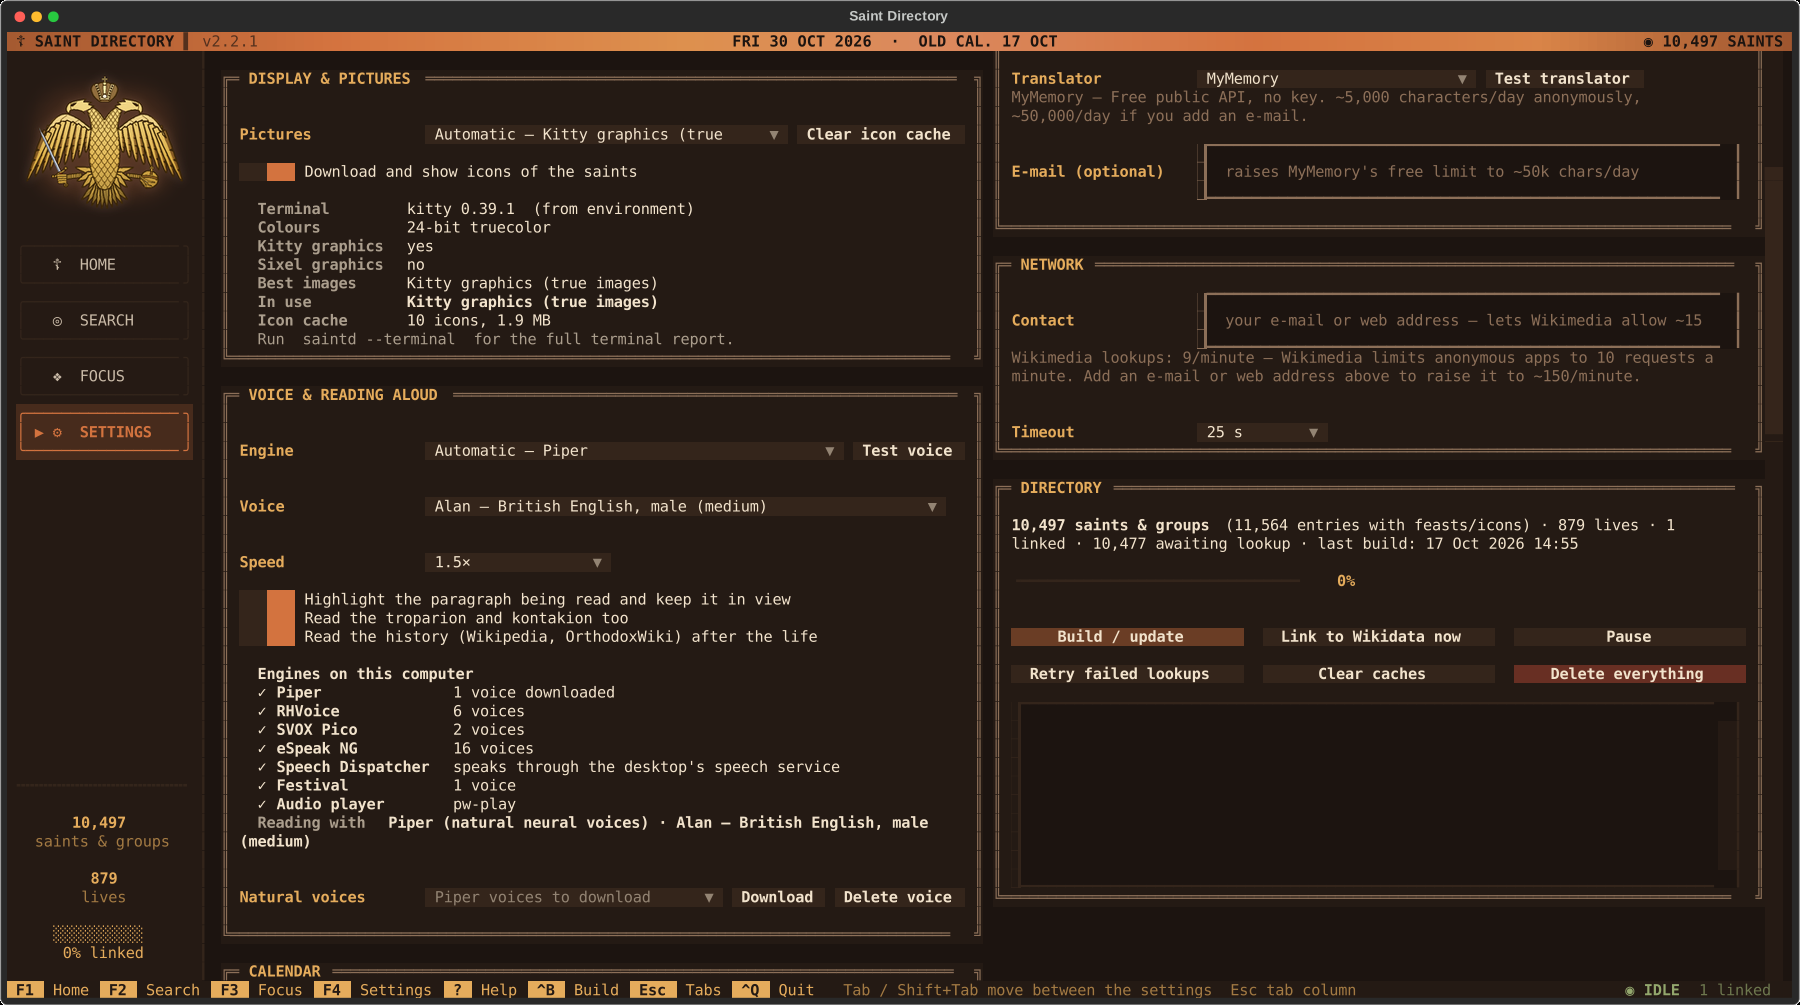 Saint Directory
☦ SAINT DIRECTORY v2.2.1
FRI 30 OCT 2026 · OLD CAL. 17 OCT
◉ 10,497 SAINTS
☦ HOME
◎ SEARCH
❖ FOCUS
▶ ⚙ SETTINGS
10,497
saints & groups
879
lives
0% linked
DISPLAY & PICTURES
Pictures Automatic — Kitty graphics (true ▼ Clear icon cache
Download and show icons of the saints
Terminal kitty 0.39.1 (from environment)
Colours 24-bit truecolor
Kitty graphics yes
Sixel graphics no
Best images Kitty graphics (true images)
In use Kitty graphics (true images)
Icon cache 10 icons, 1.9 MB
Run saintd --terminal for the full terminal report.
VOICE & READING ALOUD
Engine Automatic — Piper ▼ Test voice
Voice Alan — British English, male (medium) ▼
Speed 1.5× ▼
Highlight the paragraph being read and keep it in view
Read the troparion and kontakion too
Read the history (Wikipedia, OrthodoxWiki) after the life
Engines on this computer
✓ Piper 1 voice downloaded
✓ RHVoice 6 voices
✓ SVOX Pico 2 voices
✓ eSpeak NG 16 voices
✓ Speech Dispatcher speaks through the desktop's speech service
✓ Festival 1 voice
✓ Audio player pw-play
Reading with Piper (natural neural voices) · Alan — British English, male
(medium)
Natural voices Piper voices to download ▼ Download Delete voice
CALENDAR
Translator MyMemory ▼ Test translator
MyMemory — Free public API, no key. ~5,000 characters/day anonymously,
~50,000/day if you add an e-mail.
E-mail (optional) raises MyMemory's free limit to ~50k chars/day
NETWORK
Contact your e-mail or web address — lets Wikimedia allow ~15
Wikimedia lookups: 9/minute — Wikimedia limits anonymous apps to 10 requests a
minute. Add an e-mail or web address above to raise it to ~150/minute.
Timeout 25 s ▼
DIRECTORY
10,497 saints & groups (11,564 entries with feasts/icons) · 879 lives · 1
linked · 10,477 awaiting lookup · last build: 17 Oct 2026 14:55
0%
Build / update Link to Wikidata now Pause
Retry failed lookups Clear caches Delete everything
F1 Home F2 Search F3 Focus F4 Settings ? Help ^B Build Esc Tabs ^Q Quit Tab / Shift+Tab move between the settings Esc tab column
◉ IDLE 1 linked